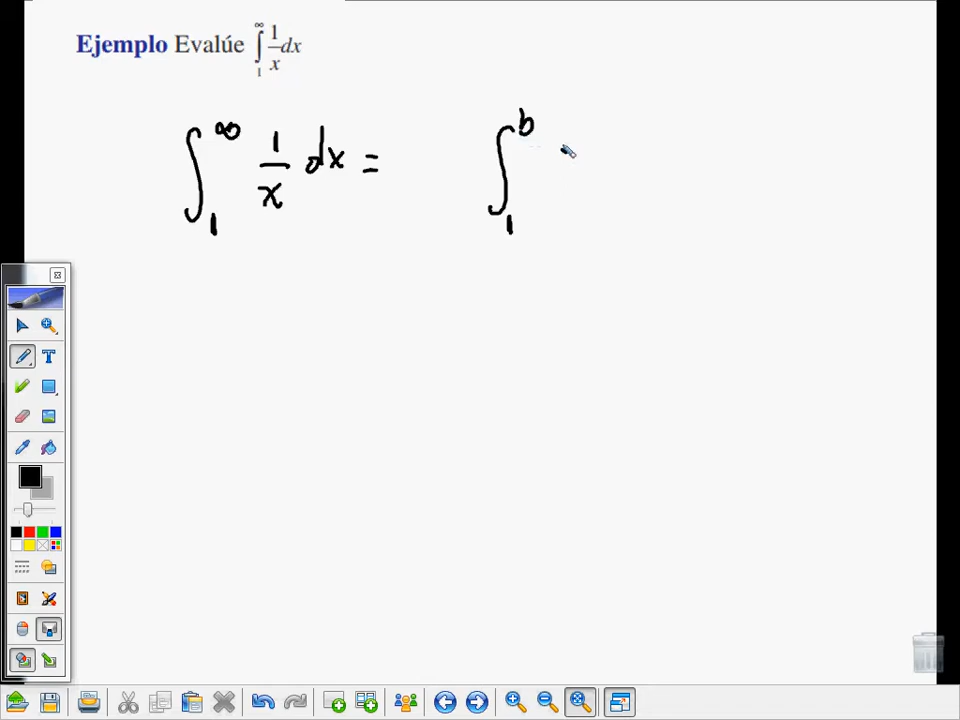 Ejemplo Evalúe ∫₁^∞ 1/x dx
∫₁^∞ 1/x dx = ∫₁^b
T